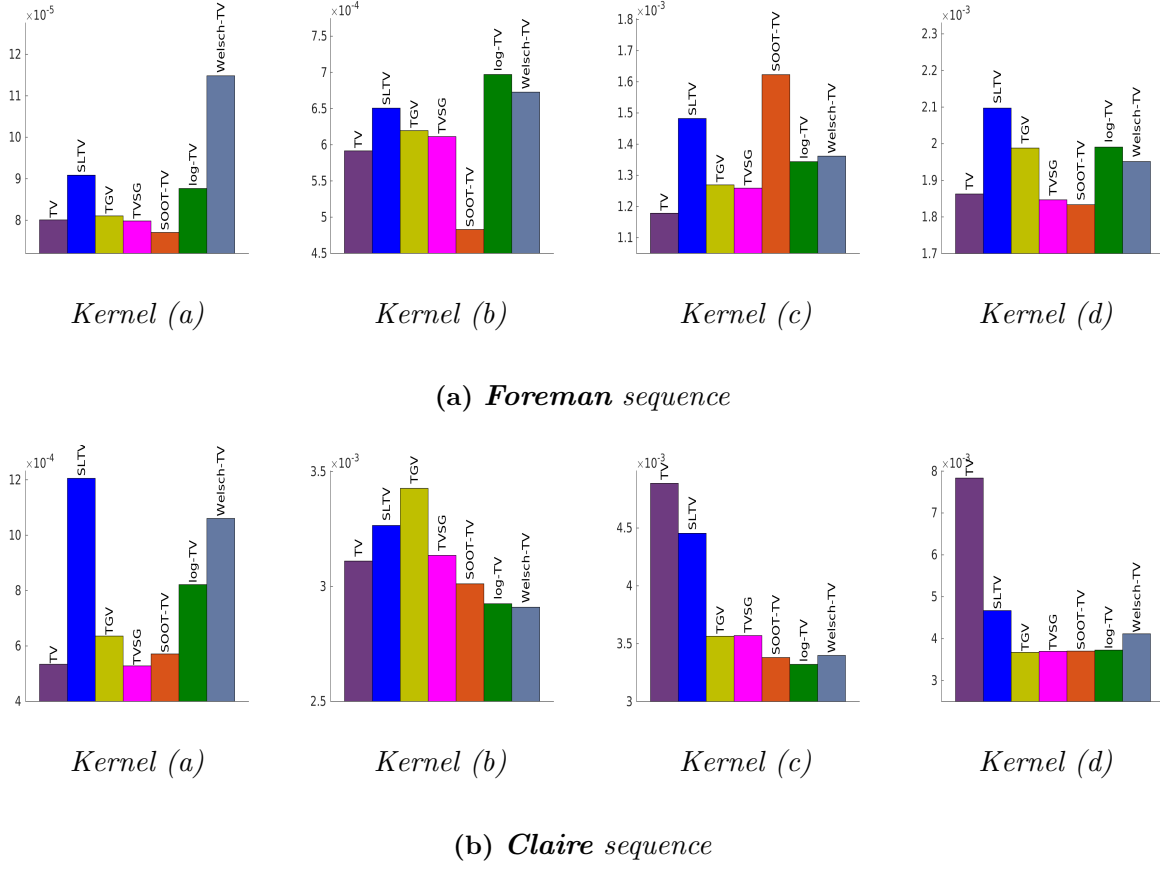 ×10^-5
12
11
10
9
8
TV
SLTV
TGV
TVSG
SOOT-TV
log-TV
Welsch-TV
Kernel (a)
×10^-4
7.5
7
6.5
6
5.5
5
4.5
TV
SLTV
TGV
TVSG
SOOT-TV
log-TV
Welsch-TV
Kernel (b)
×10^-3
1.8
1.7
1.6
1.5
1.4
1.3
1.2
1.1
TV
SLTV
TGV
TVSG
SOOT-TV
log-TV
Welsch-TV
Kernel (c)
×10^-3
2.3
2.2
2.1
2
1.9
1.8
1.7
TV
SLTV
TGV
TVSG
SOOT-TV
log-TV
Welsch-TV
Kernel (d)
(a) Foreman sequence
×10^-4
12
10
8
6
4
TV
SLTV
TGV
TVSG
SOOT-TV
log-TV
Welsch-TV
Kernel (a)
×10^-3
3.5
3
2.5
TV
SLTV
TGV
TVSG
SOOT-TV
log-TV
Welsch-TV
Kernel (b)
×10^-3
4.5
4
3.5
3
TV
SLTV
TGV
TVSG
SOOT-TV
log-TV
Welsch-TV
Kernel (c)
×10^-3
8
7
6
5
4
3
TV
SLTV
TGV
TVSG
SOOT-TV
log-TV
Welsch-TV
Kernel (d)
(b) Claire sequence